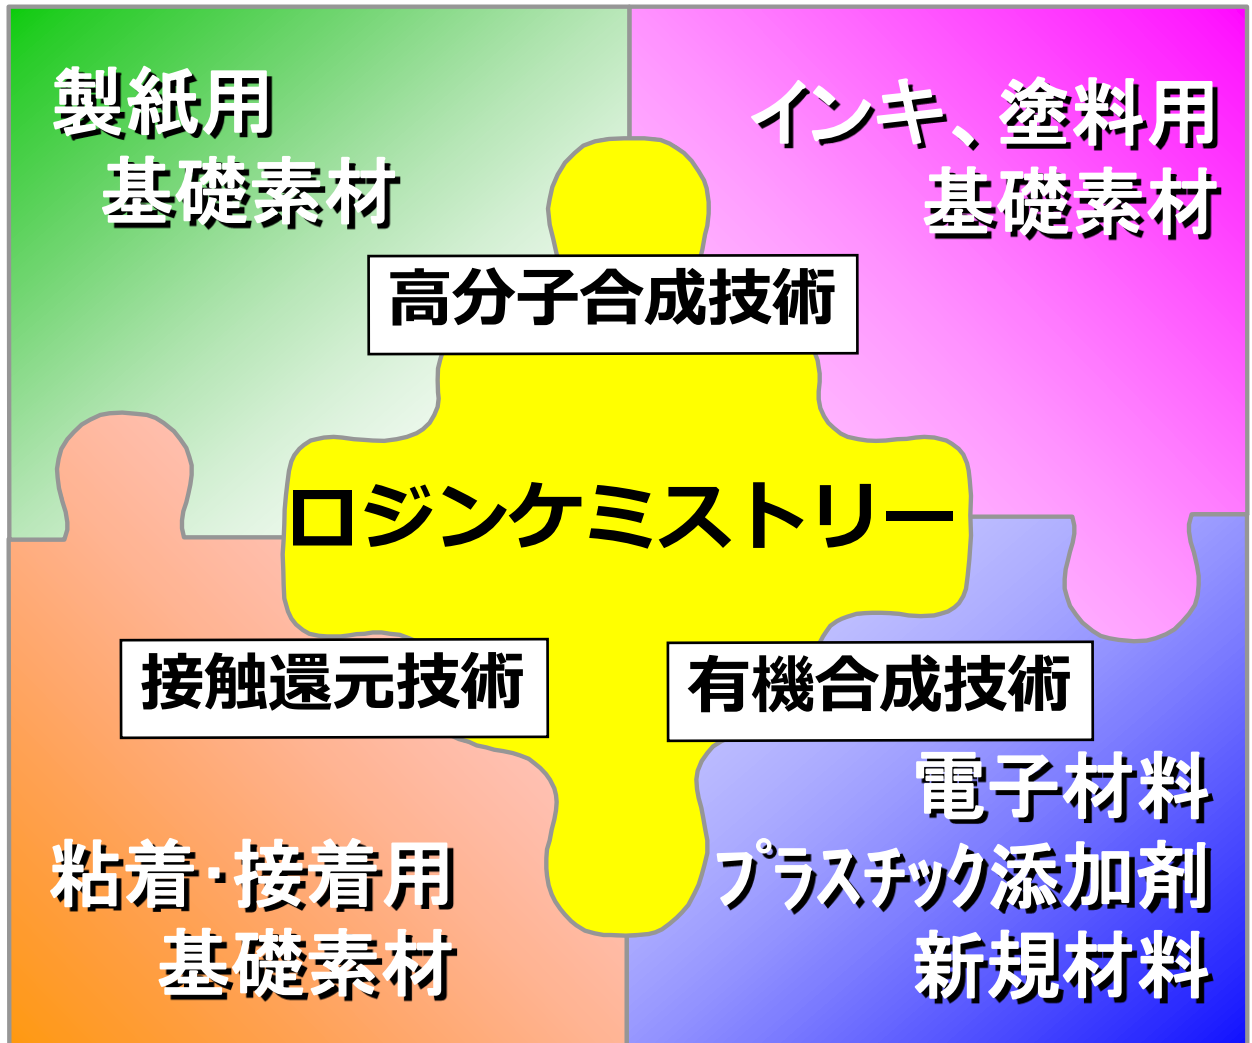 製紙用
基礎素材
インキ、塗料用
基礎素材
高分子合成技術
ロジンケミストリー
接触還元技術
有機合成技術
粘着･接着用
基礎素材
電子材料
ﾌﾟﾗｽﾁｯｸ添加剤
新規材料